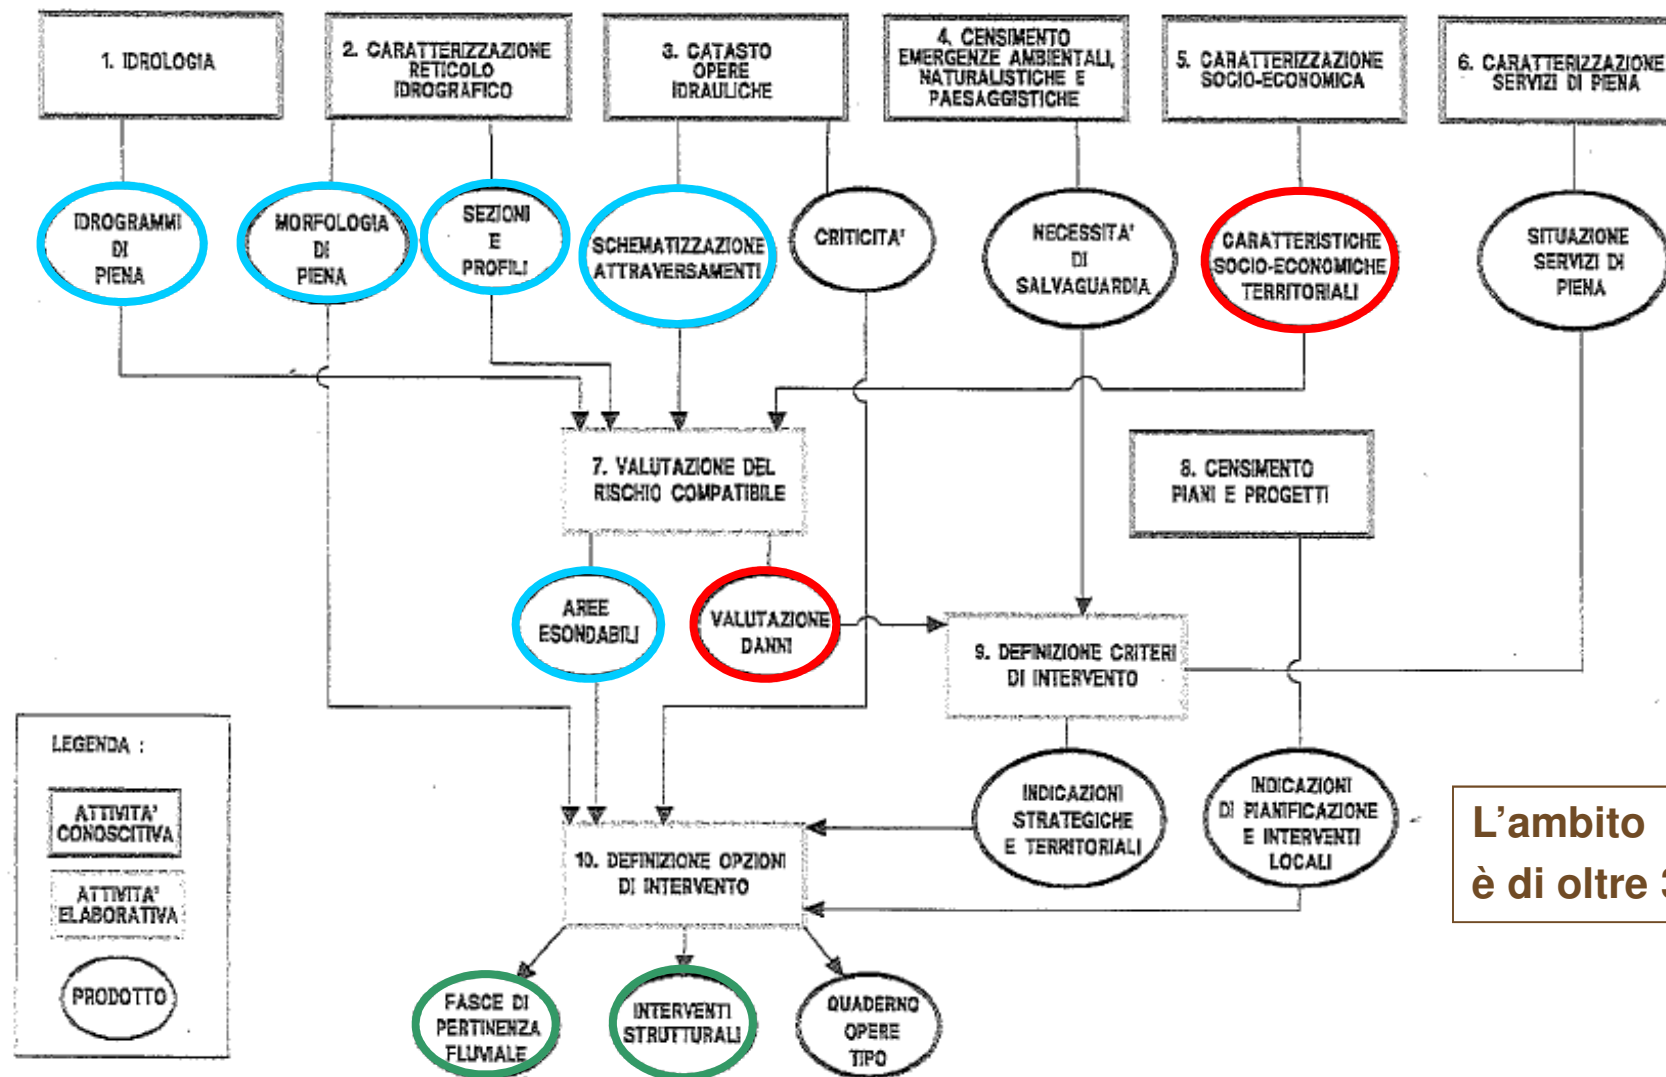 1. IDROLOGIA
2. CARATTERIZZAZIONE
RETICOLO
IDROGRAFICO
3. CATASTO
OPERE
IDRAULICHE
4. CENSIMENTO
EMERGENZE AMBIENTALI,
NATURALISTICHE E
PAESAGGISTICHE
5. CARATTERIZZAZIONE
SOCIO-ECONOMICA
6. CARATTERIZZAZIONE
SERVIZI DI PIENA
IDROGRAMMI
DI
PIENA
MORFOLOGIA
DI
PIENA
SEZIONI
E
PROFILI
SCHEMATIZZAZIONE
ATTRAVERSAMENTI
CRITICITA'
NECESSITA'
DI
SALVAGUARDIA
CARATTERISTICHE
SOCIO-ECONOMICHE
TERRITORIALI
SITUAZIONE
SERVIZI DI
PIENA
7. VALUTAZIONE DEL
RISCHIO COMPATIBILE
8. CENSIMENTO
PIANI E PROGETTI
AREE
ESONDABILI
VALUTAZIONE
DANNI
9. DEFINIZIONE CRITERI
DI INTERVENTO
LEGENDA :
ATTIVITA'
CONOSCITIVA
ATTIVITA'
ELABORATIVA
PRODOTTO
INDICAZIONI
STRATEGICHE
E TERRITORIALI
INDICAZIONI
DI PIANIFICAZIONE
E INTERVENTI
LOCALI
L'ambito
è di oltre 3
10. DEFINIZIONE OPZIONI
DI INTERVENTO
FASCE DI
PERTINENZA
FLUVIALE
INTERVENTI
STRUTTURALI
QUADERNO
OPERE
TIPO